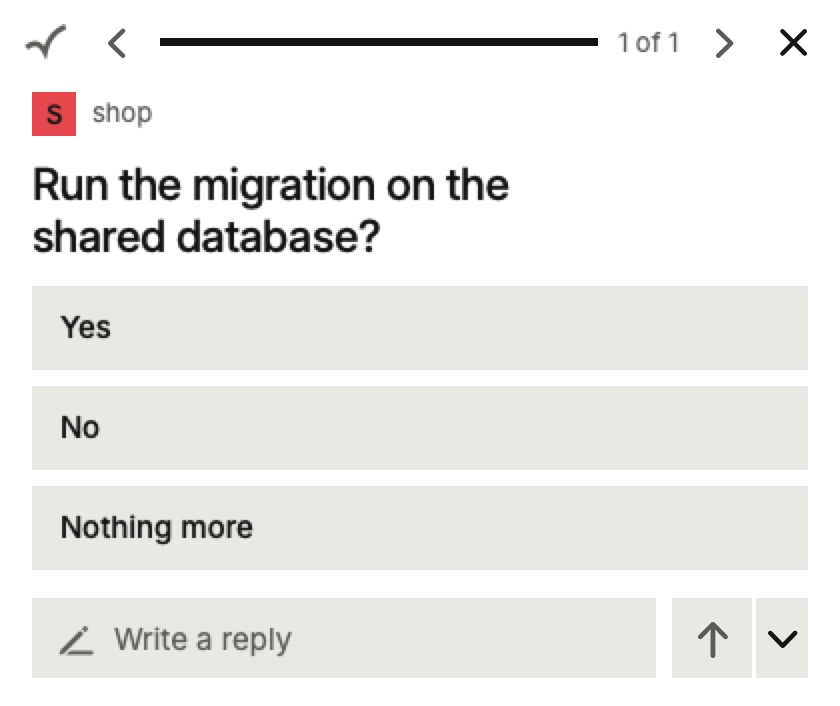 1 of 1
S shop
Run the migration on the
shared database?
Yes
No
Nothing more
Write a reply